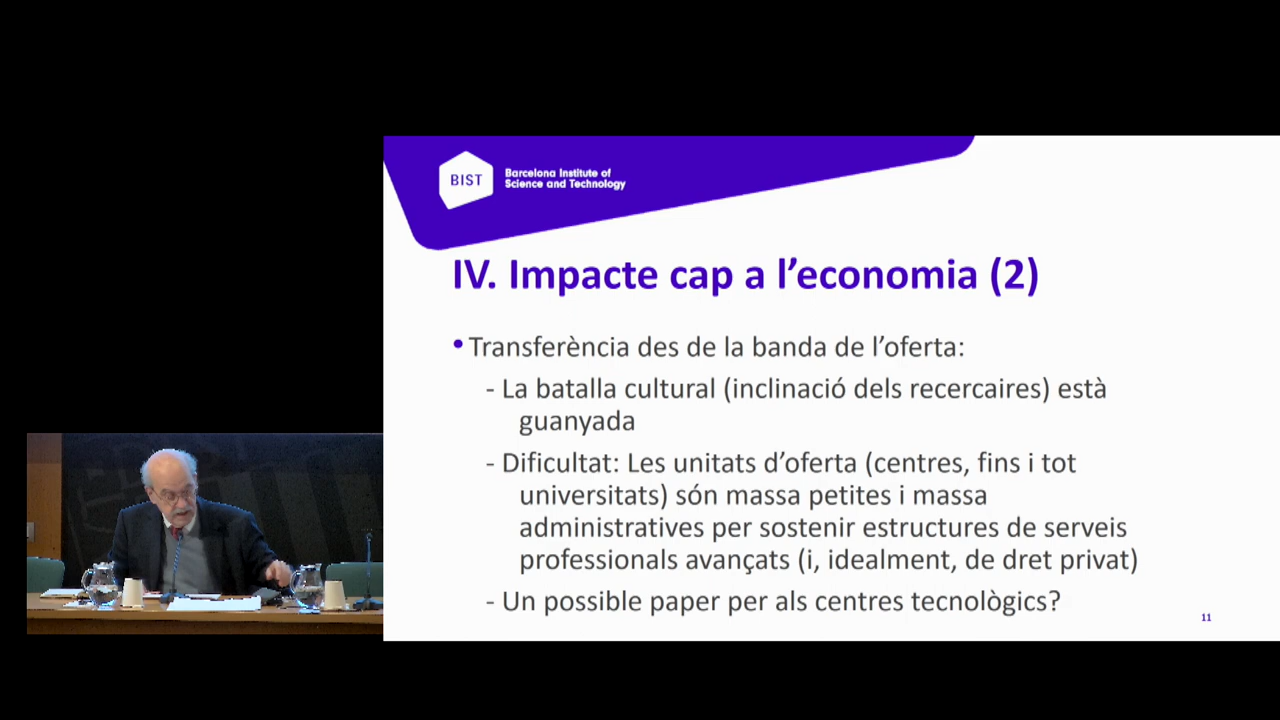 BIST
Barcelona Institute of
Science and Technology
IV. Impacte cap a l’economia (2)
• Transferència des de la banda de l’oferta:
- La batalla cultural (inclinació dels recercaires) està
guanyada
- Dificultat: Les unitats d’oferta (centres, fins i tot
universitats) són massa petites i massa
administratives per sostenir estructures de serveis
professionals avançats (i, idealment, de dret privat)
- Un possible paper per als centres tecnològics?
11